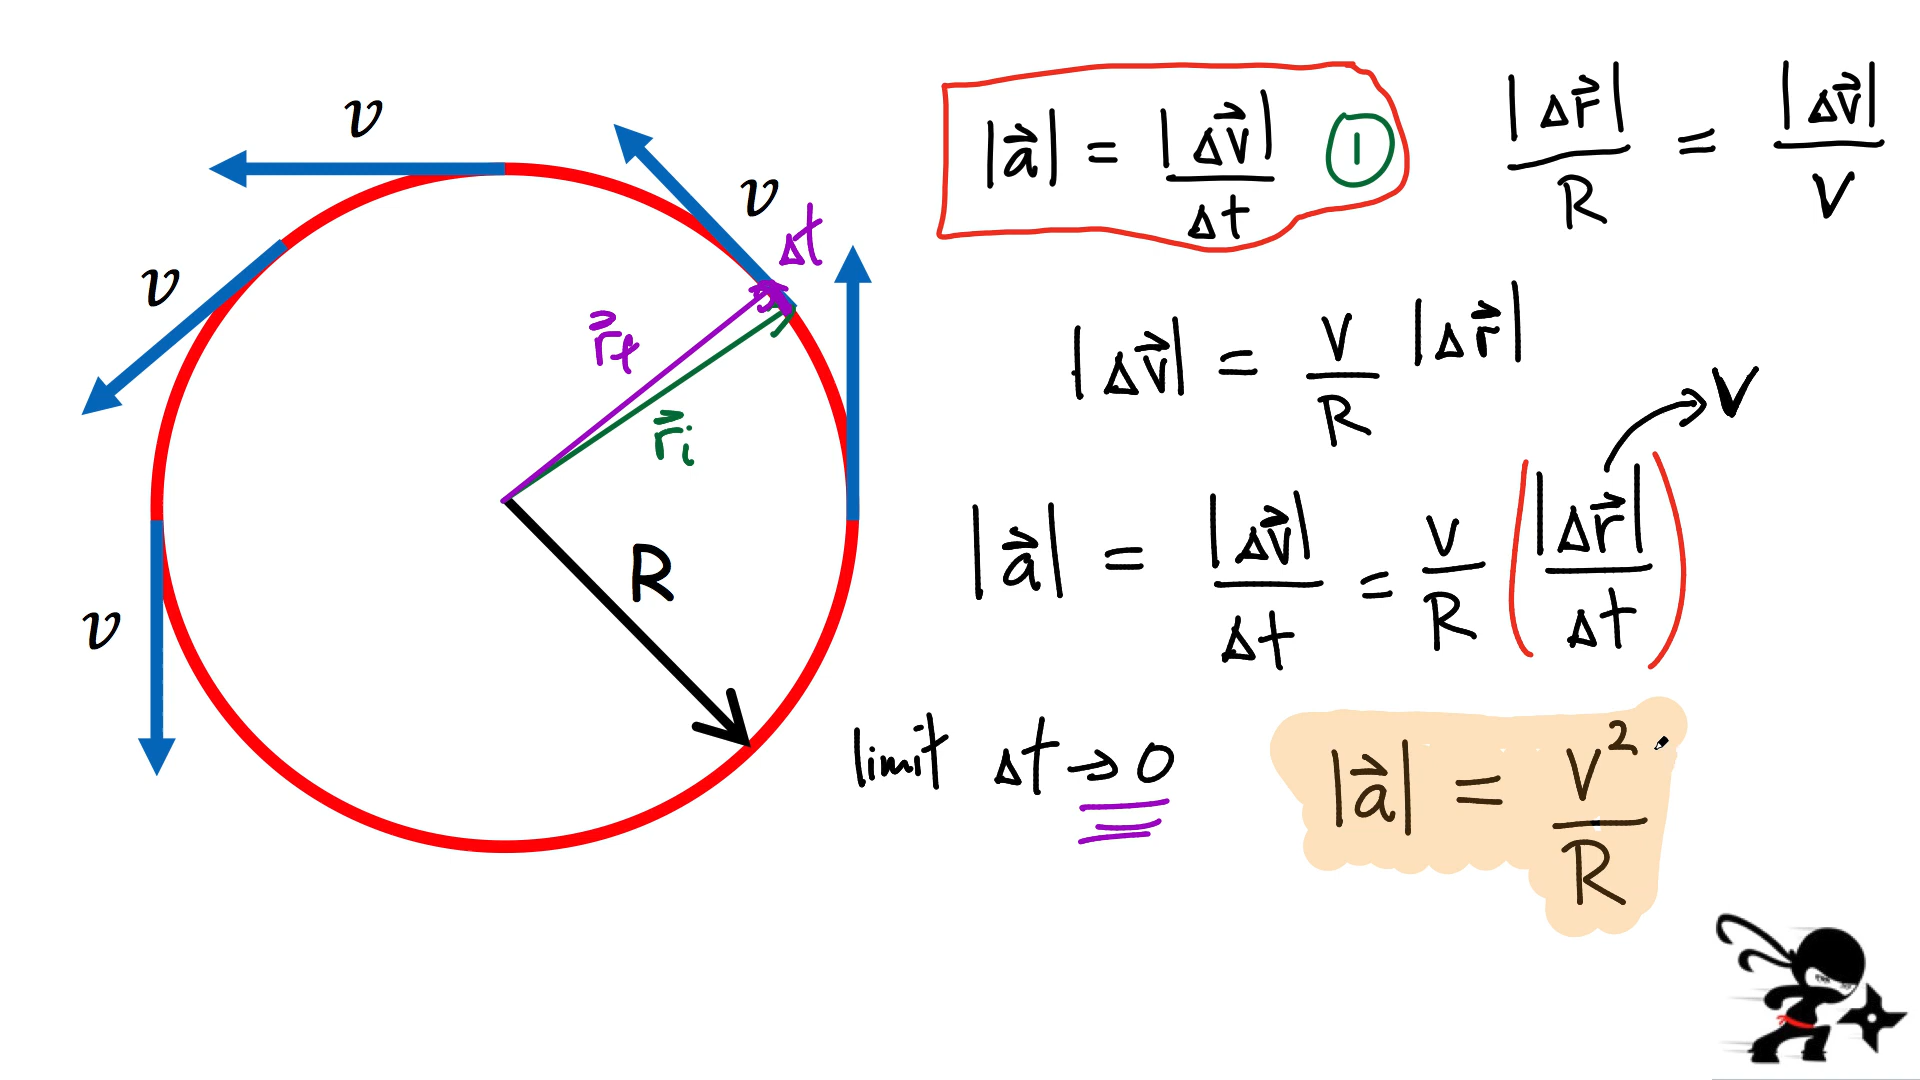 v
v
v
v
Δt
r⃗f
r⃗i
R
|a⃗| = |Δv⃗| / Δt ①
|Δr⃗| / R = |Δv⃗| / V
|Δv⃗| = V / R |Δr⃗|
|a⃗| = |Δv⃗| / Δt = V / R (|Δr⃗| / Δt) → V
limit Δt → 0
|a⃗| = V² / R